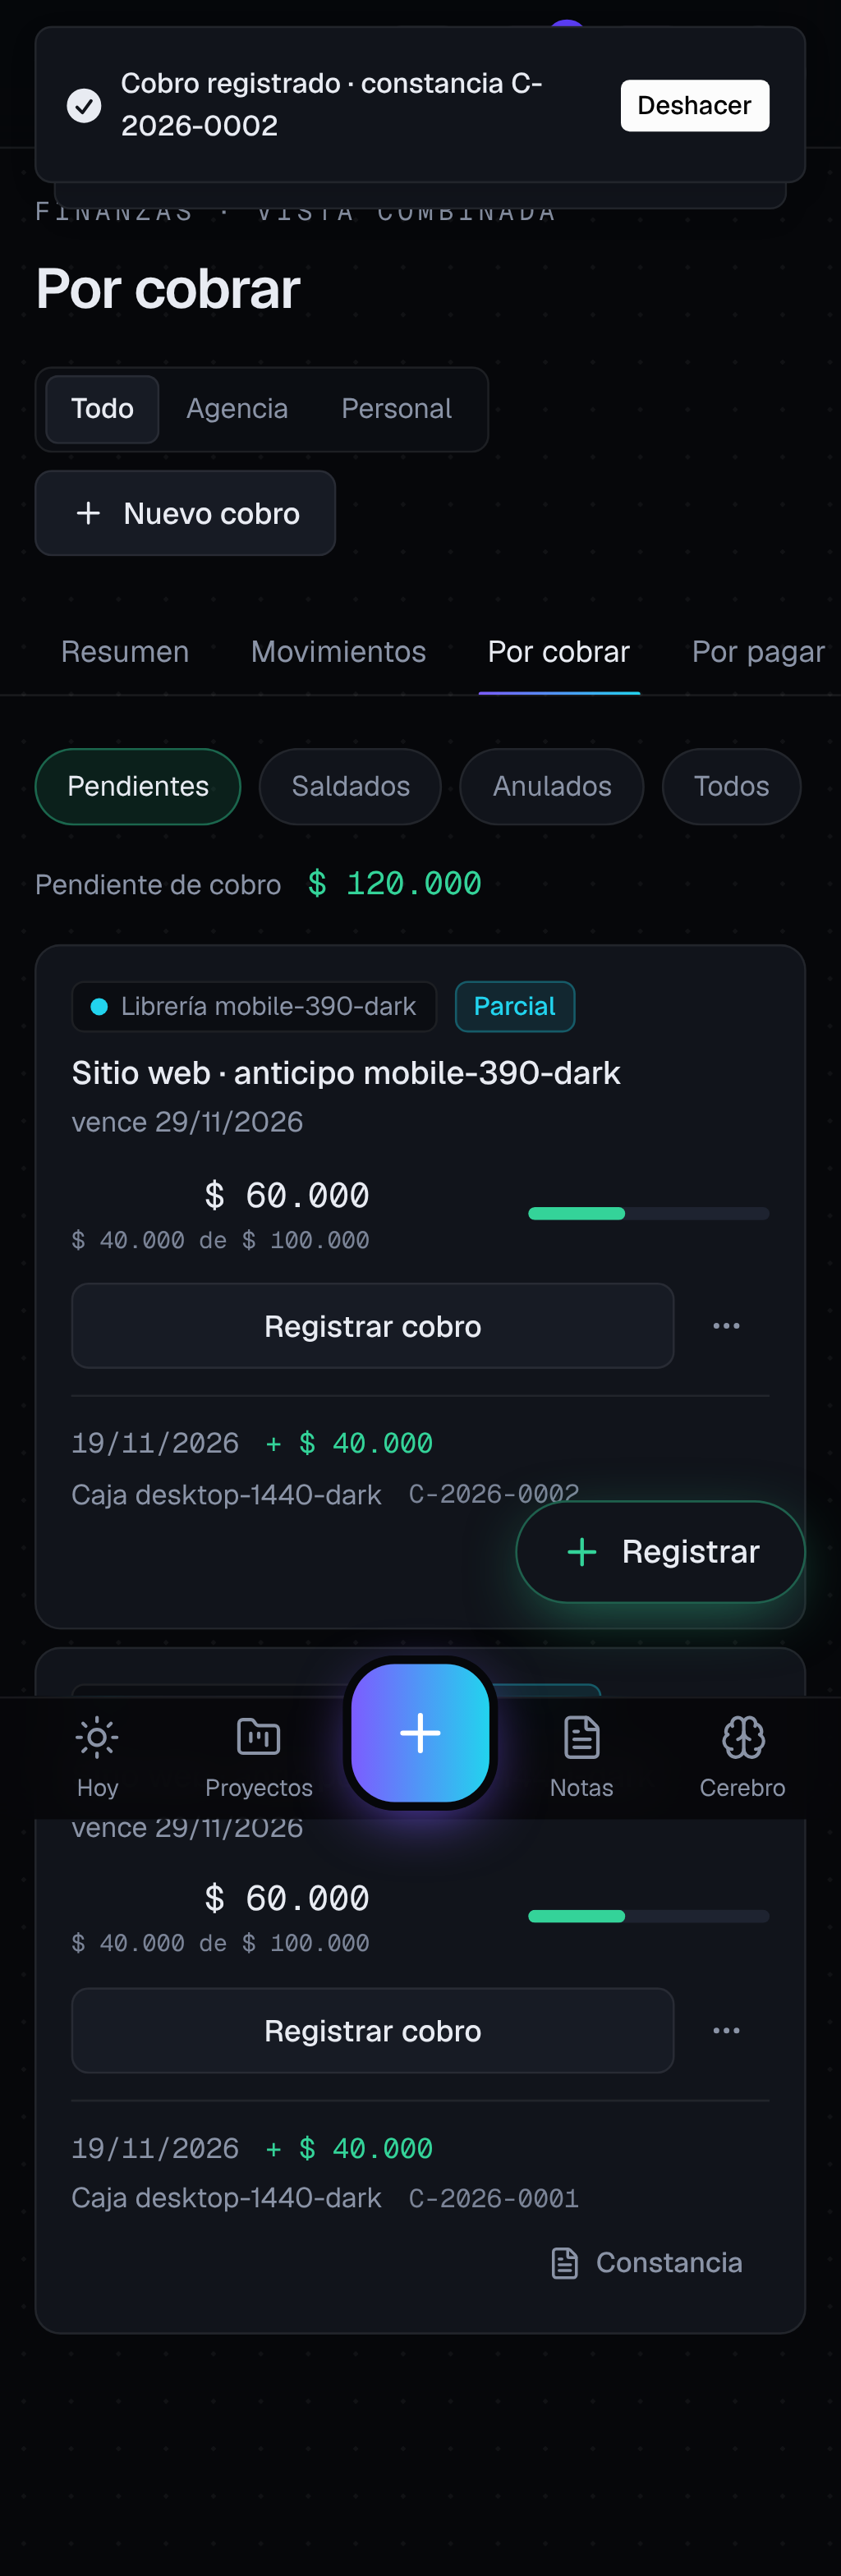 Cobro registrado · constancia C-
2026-0002
Deshacer
FINANZAS · VISTA COMBINADA
Por cobrar
Todo Agencia Personal
+ Nuevo cobro
Resumen Movimientos Por cobrar Por pagar
Pendientes Saldados Anulados Todos
Pendiente de cobro $ 120.000
Librería mobile-390-dark Parcial
Sitio web · anticipo mobile-390-dark
vence 29/11/2026
$ 60.000
$ 40.000 de $ 100.000
Registrar cobro ...
19/11/2026 + $ 40.000
Caja desktop-1440-dark C-2026-0002
+ Registrar
Hoy Proyectos + Notas Cerebro
vence 29/11/2026
$ 60.000
$ 40.000 de $ 100.000
Registrar cobro ...
19/11/2026 + $ 40.000
Caja desktop-1440-dark C-2026-0001
Constancia